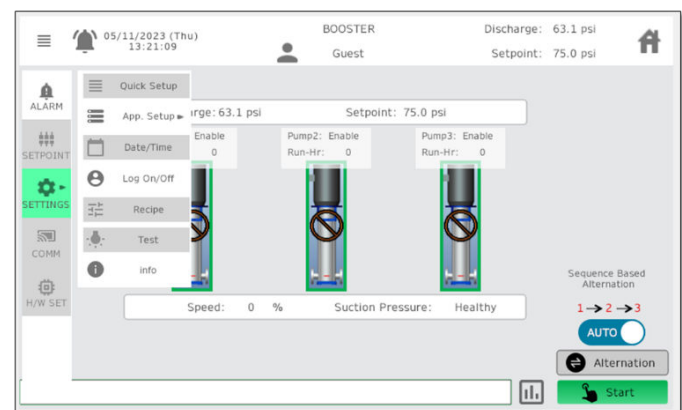 05/11/2023 (Thu)
13:21:09
BOOSTER
Guest
Discharge: 63.1 psi
Setpoint: 75.0 psi
ALARM
SETPOINT
SETTINGS
COMM
H/W SET
Quick Setup
App. Setup
Date/Time
Log On/Off
Recipe
Test
info
rge: 63.1 psi Setpoint: 75.0 psi
Enable
0
Pump2: Enable
Run-Hr: 0
Pump3: Enable
Run-Hr: 0
Speed: 0 % Suction Pressure: Healthy
Sequence Based
Alternation
1→2→3
AUTO
Alternation
Start